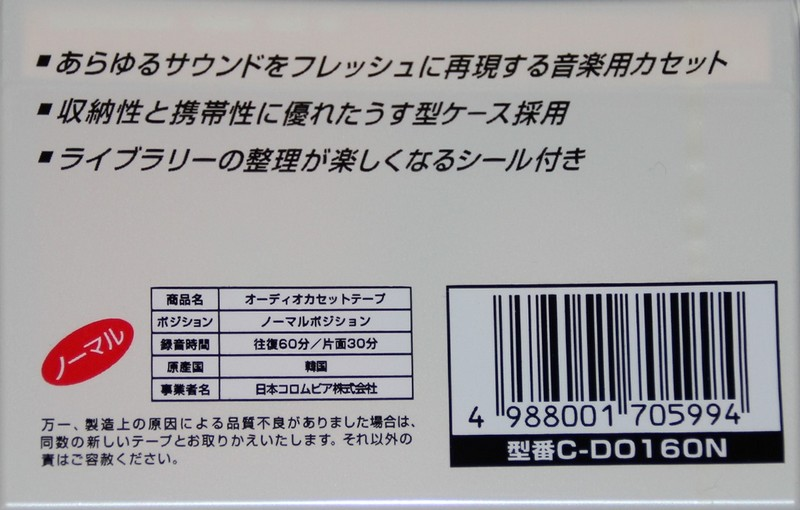 ■あらゆるサウンドをフレッシュに再現する音楽用カセット
■収納性と携帯性に優れたうす型ケース採用
■ライブラリーの整理が楽しくなるシール付き
ノーマル
商品名 オーディオカセットテープ
ポジション ノーマルポジション
録音時間 往復60分／片面30分
原産国 韓国
事業者名 日本コロムビア株式会社
万一、製造上の原因による品質不良がありました場合は、
同数の新しいテープとお取りかえいたします。それ以外の
責はご容赦ください。
4 988001 705994
型番C-DO160N